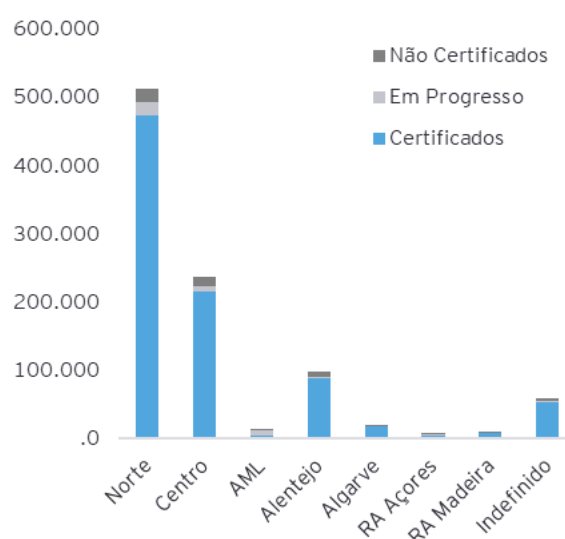 600.000
500.000
400.000
300.000
200.000
100.000
.0
Não Certificados
Em Progresso
Certificados
Norte
Centro
AML
Alentejo
Algarve
RA Açores
RA Madeira
Indefinido